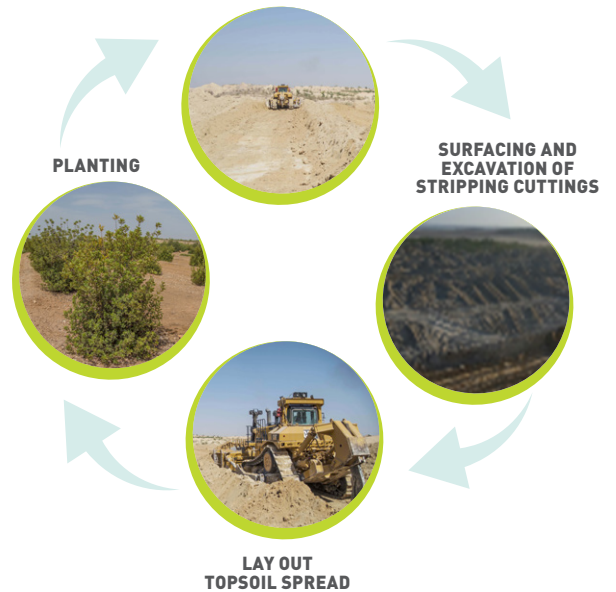 PLANTING
SURFACING AND
EXCAVATION OF
STRIPPING CUTTINGS
LAY OUT
TOPSOIL SPREAD